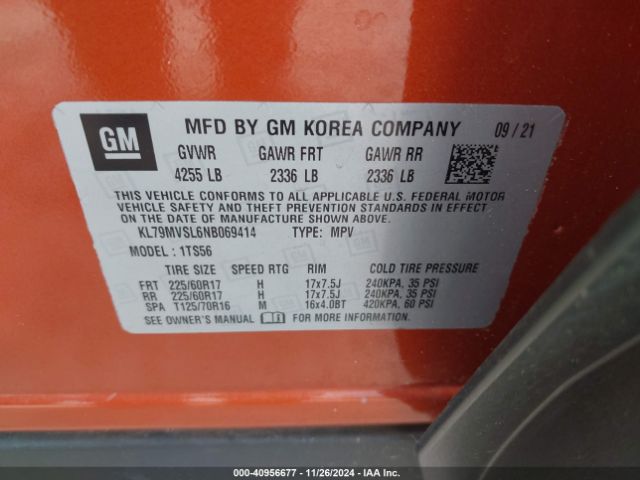 GM MFD BY GM KOREA COMPANY 09 / 21
GVWR GAWR FRT GAWR RR
4255 LB 2336 LB 2336 LB
THIS VEHICLE CONFORMS TO ALL APPLICABLE U.S. FEDERAL MOTOR
VEHICLE SAFETY AND THEFT PREVENTION STANDARDS IN EFFECT ON THE
DATE OF MANUFACTURE SHOWN ABOVE.
KL79MVSL6NB069414 TYPE: MPV
MODEL : 1TS56
TIRE SIZE SPEED RTG RIM COLD TIRE PRESSURE
FRT 225/60R17 H 17x7.5J 240KPA, 35 PSI
RR 225/60R17 H 17x7.5J 240KPA, 35 PSI
SPA T125/70R16 M 16x4.0BT 420KPA, 60 PSI
SEE OWNER'S MANUAL FOR MORE INFORMATION.
000-40956677 - 11/26/2024 - IAA Inc.